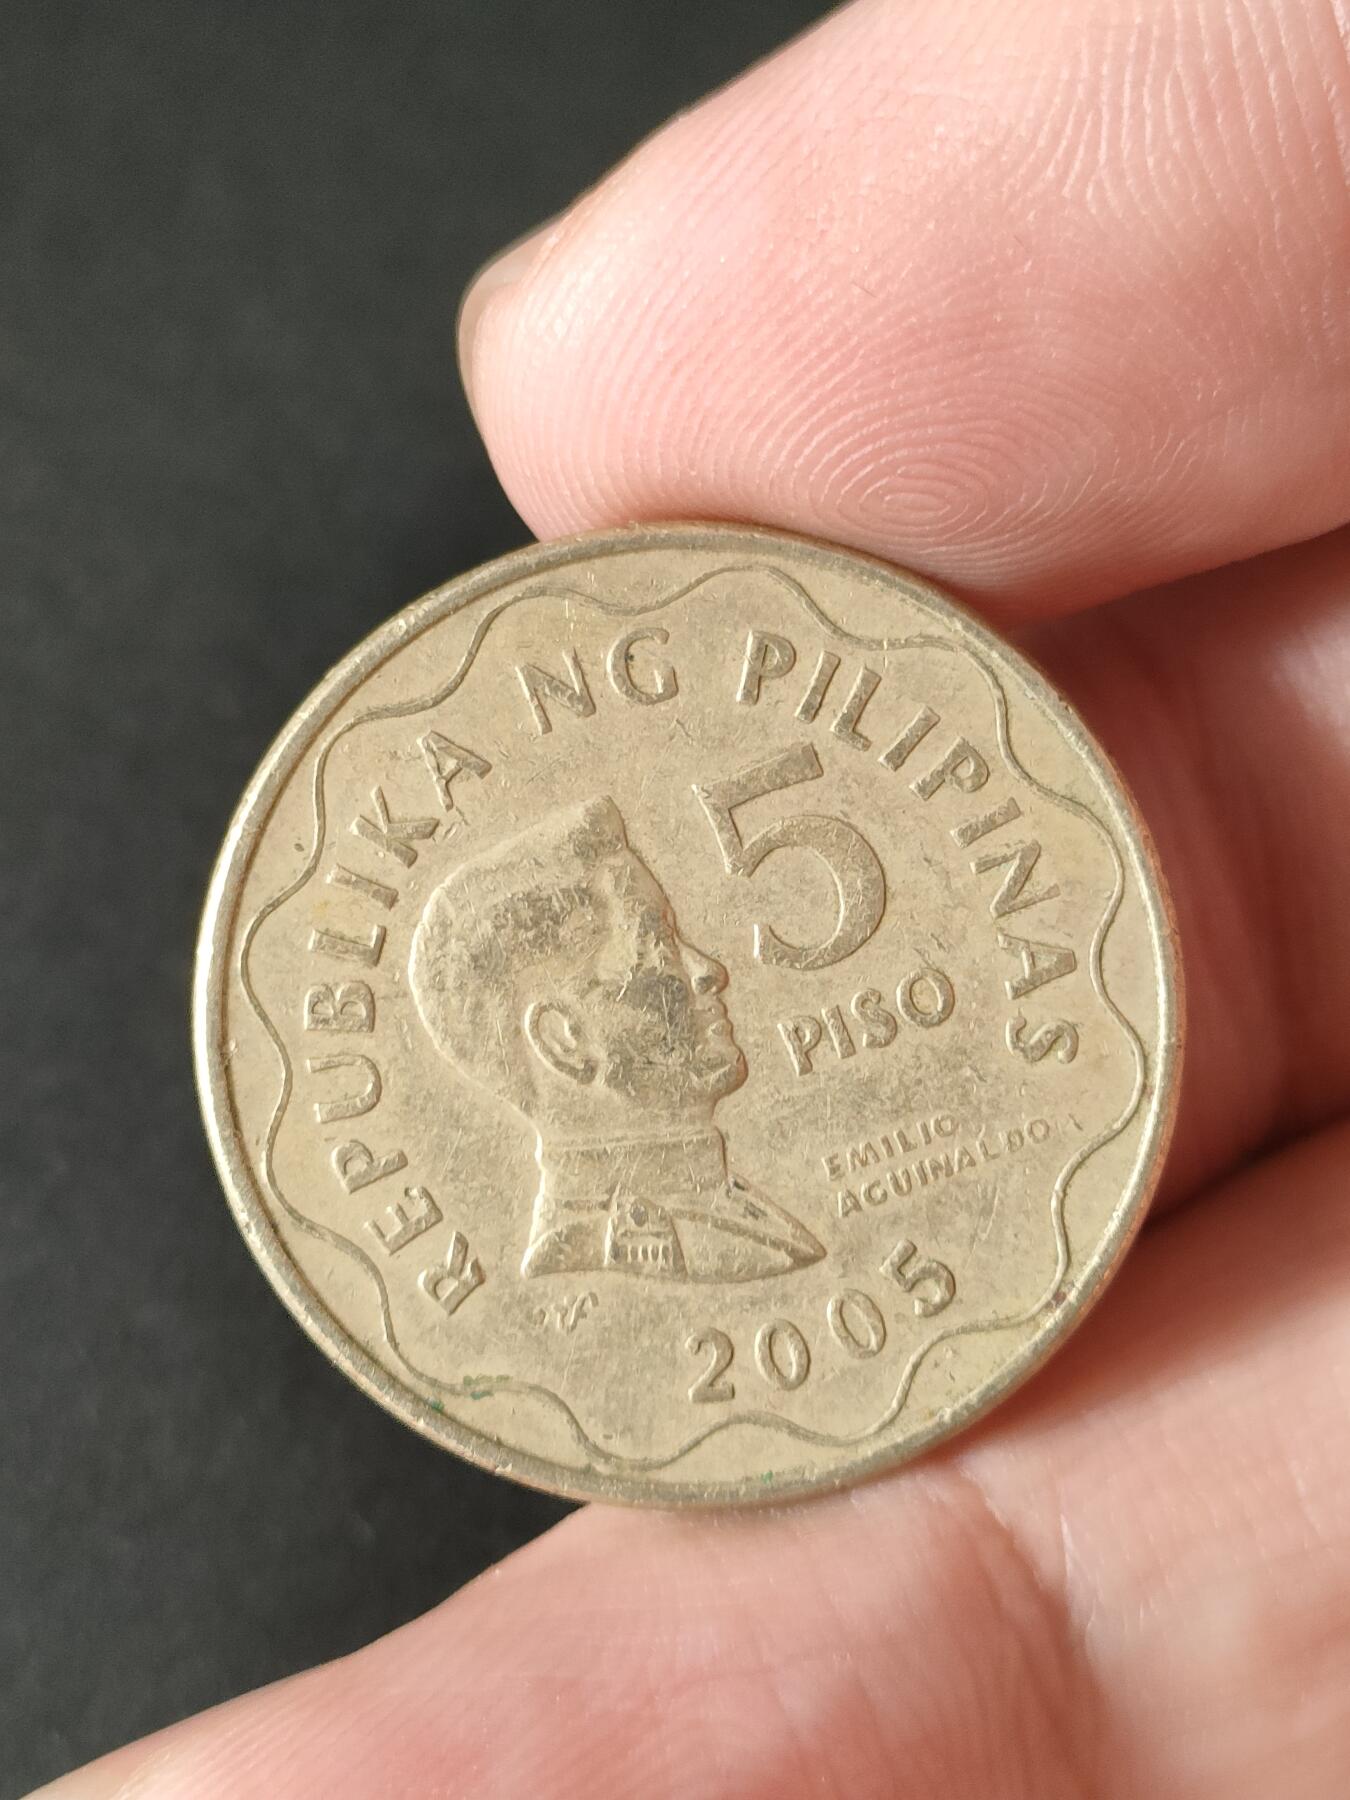 REPUBLIKA NG PILIPINAS
5
PISO
EMILIO
AGUINALDO
2005